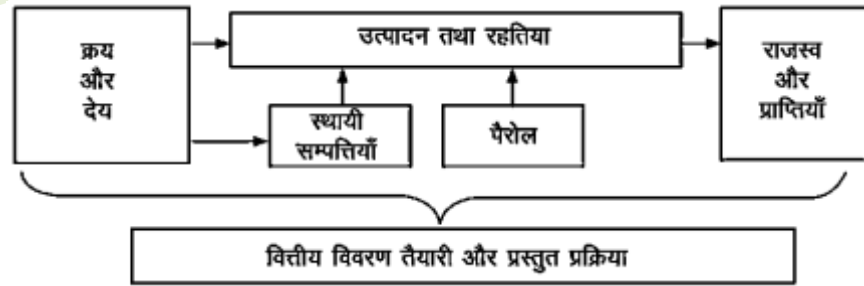 क्रय
और
देय
उत्पादन तथा रहतिया
राजस्व
और
प्राप्तियाँ
स्थायी
सम्पत्तियाँ
पैरोल
वित्तीय विवरण तैयारी और प्रस्तुत प्रक्रिया